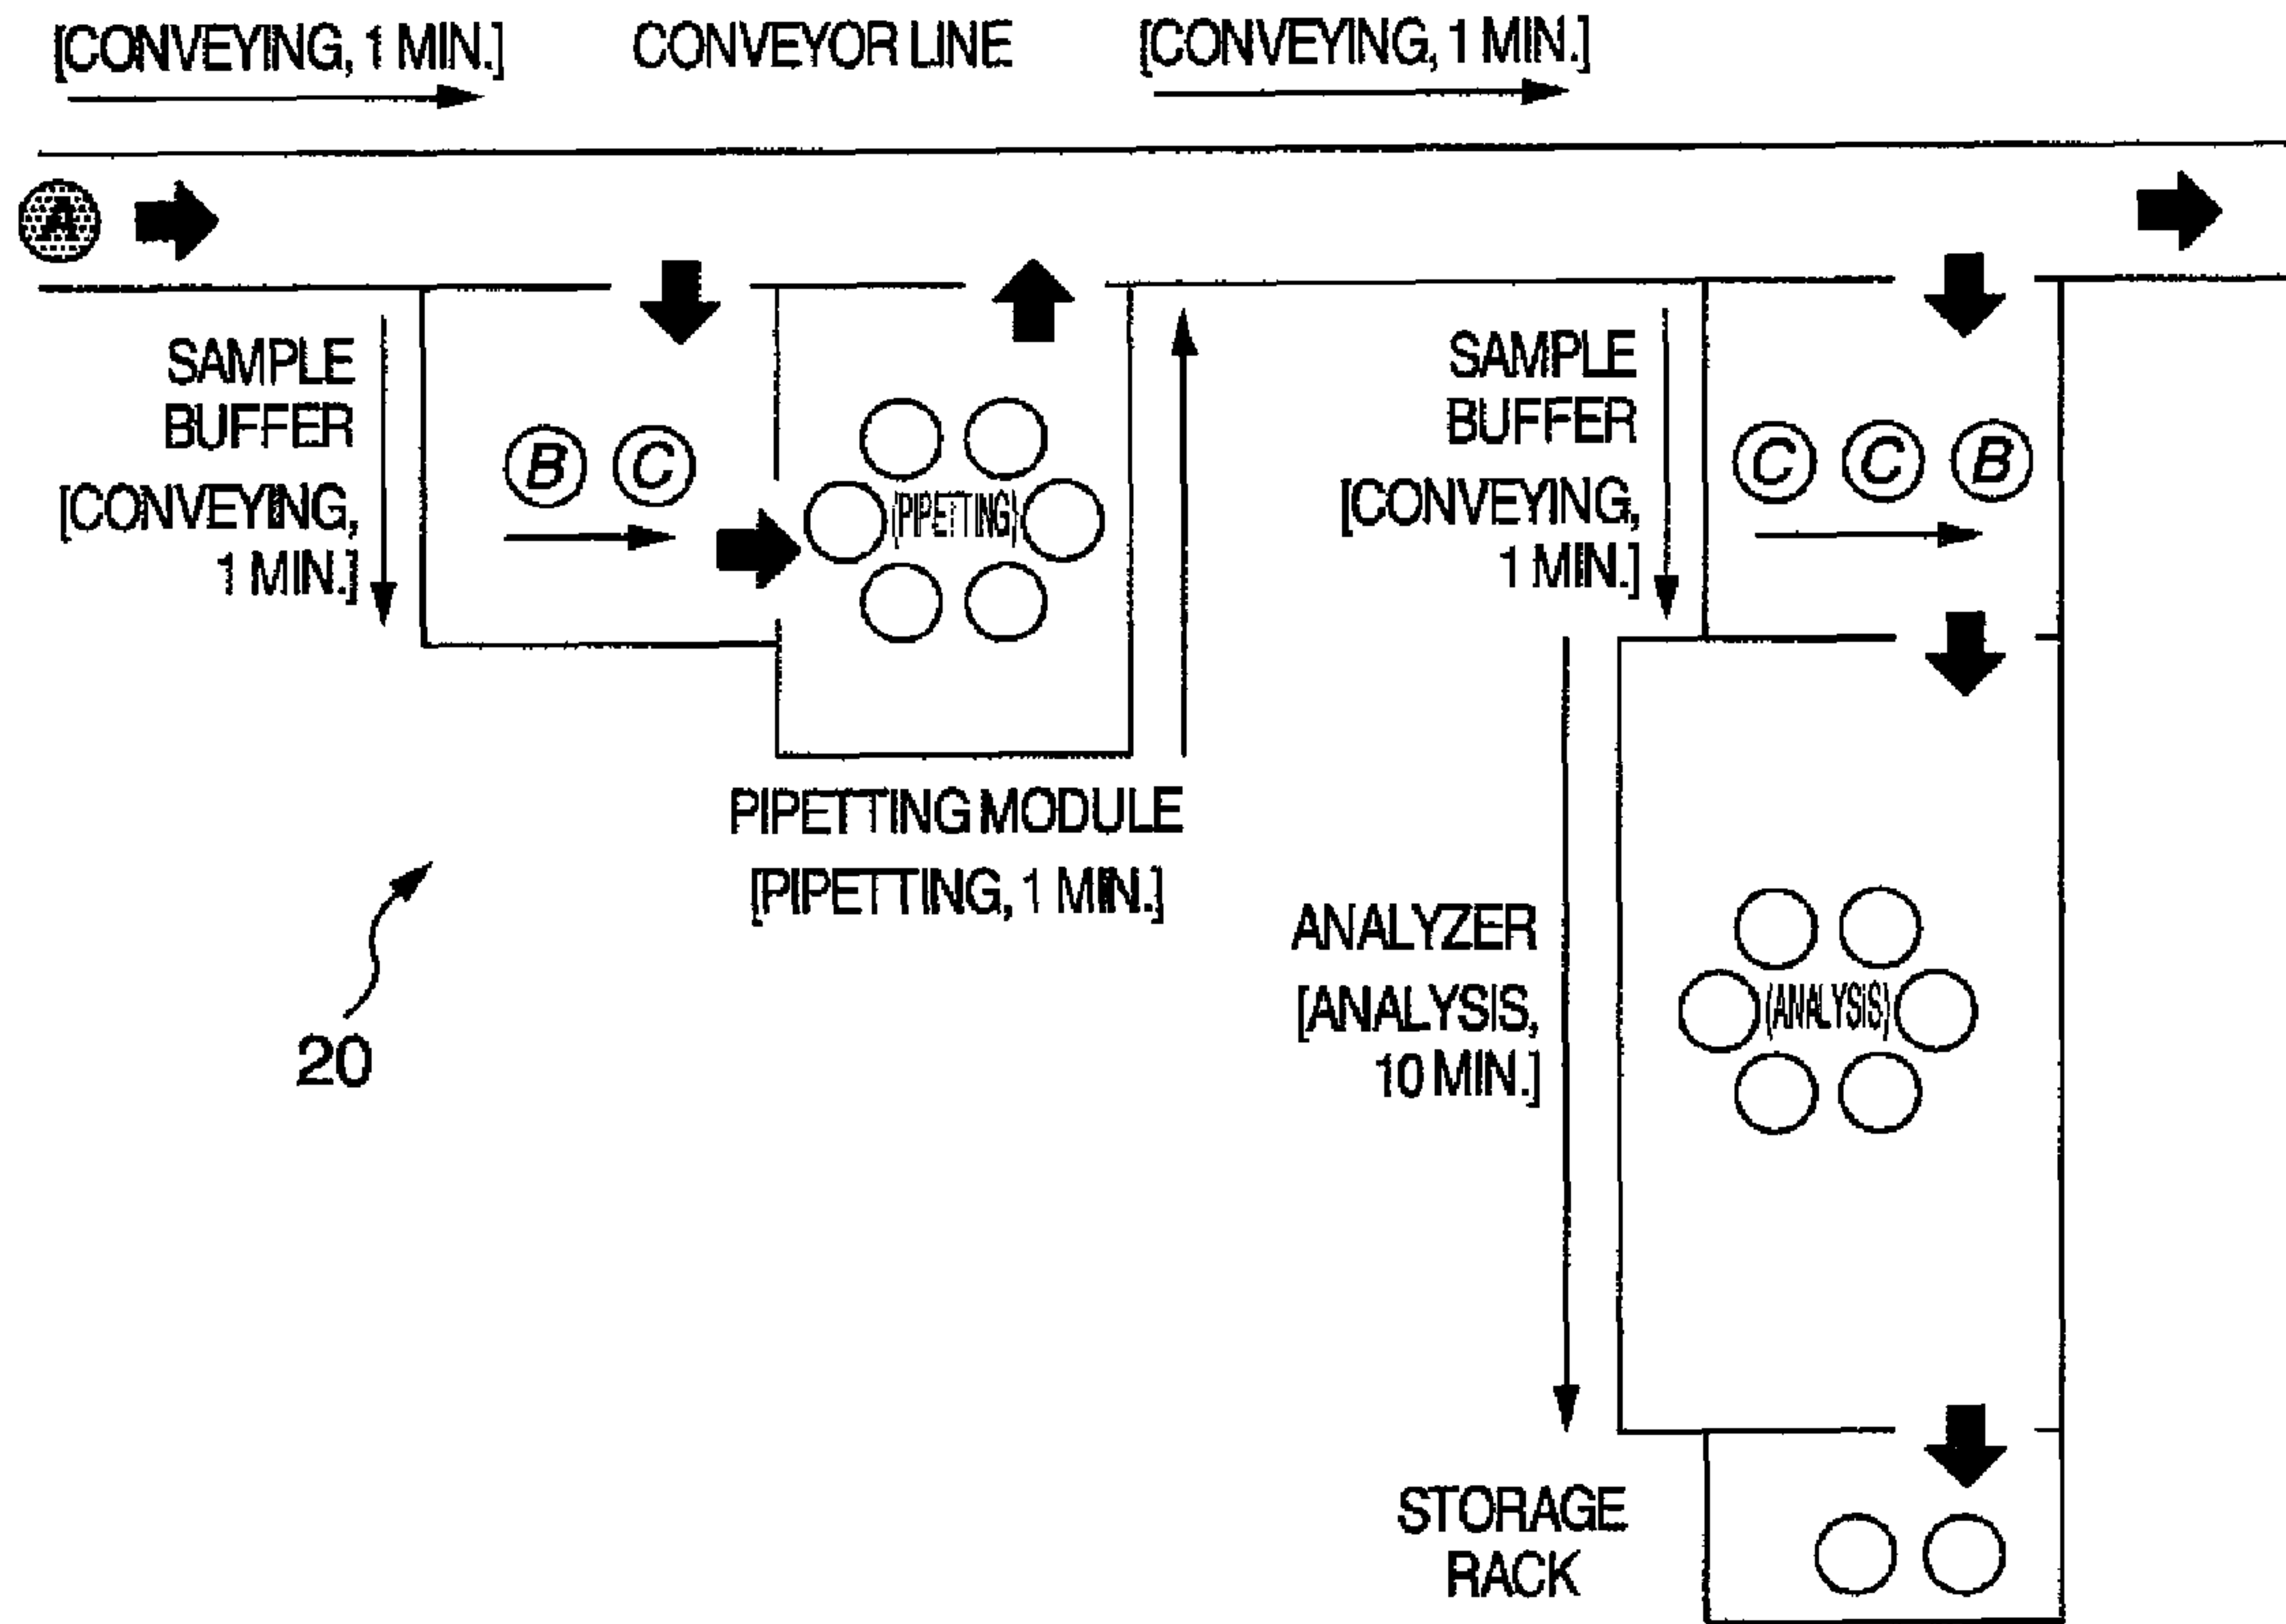 [CONVEYING, 1 MIN.] CONVEYOR LINE [CONVEYING, 1 MIN.]
A
SAMPLE
BUFFER
[CONVEYING,
1 MIN.]
B C
(PIPETTING)
PIPETTING MODULE
[PIPETTING, 1 MIN.]
20
SAMPLE
BUFFER
[CONVEYING,
1 MIN.]
C C B
ANALYZER
[ANALYSIS,
10 MIN.]
(ANALYSIS)
STORAGE
RACK